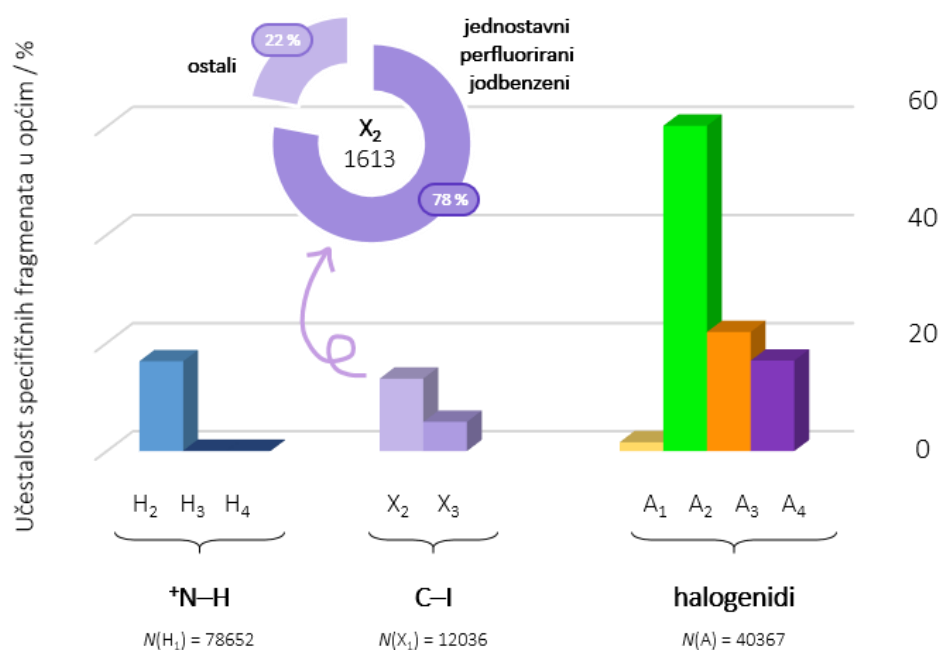 Učestalost specifičnih fragmenata u općim / %
22 %
ostali
jednostavni
perfluorirani
jodbenzeni
X₂
1613
78 %
60
40
20
0
H₂ H₃ H₄
X₂ X₃
A₁ A₂ A₃ A₄
⁺N–H
C–I
halogenidi
N(H₁) = 78652
N(X₁) = 12036
N(A) = 40367